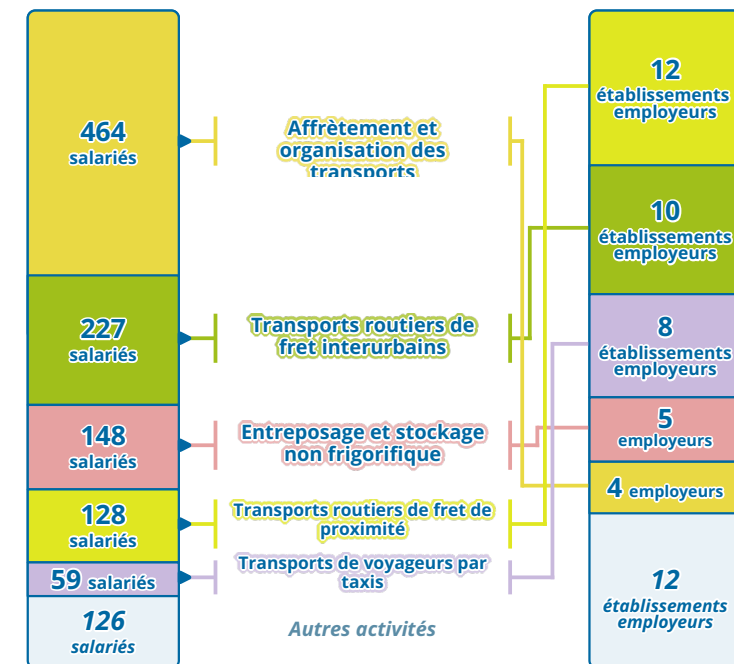 464
salariés
227
salariés
148
salariés
128
salariés
59 salariés
126
salariés
Affrètement et
organisation des
transports
Transports routiers de
fret interurbains
Entreposage et stockage
non frigorifique
Transports routiers de fret de
proximité
Transports de voyageurs par
taxis
Autres activités
12
établissements
employeurs
10
établissements
employeurs
8
établissements
employeurs
5
employeurs
4 employeurs
12
établissements
employeurs